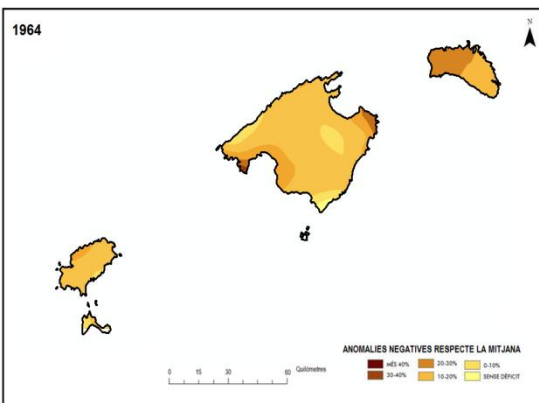 1964
N
ANOMALIES NEGATIVES RESPECTE LA MITJANA
MÉS 40% 20-30% 0-10%
30-40% 10-20% SENSE DÈFICIT
0 15 30 60
Quilòmetres